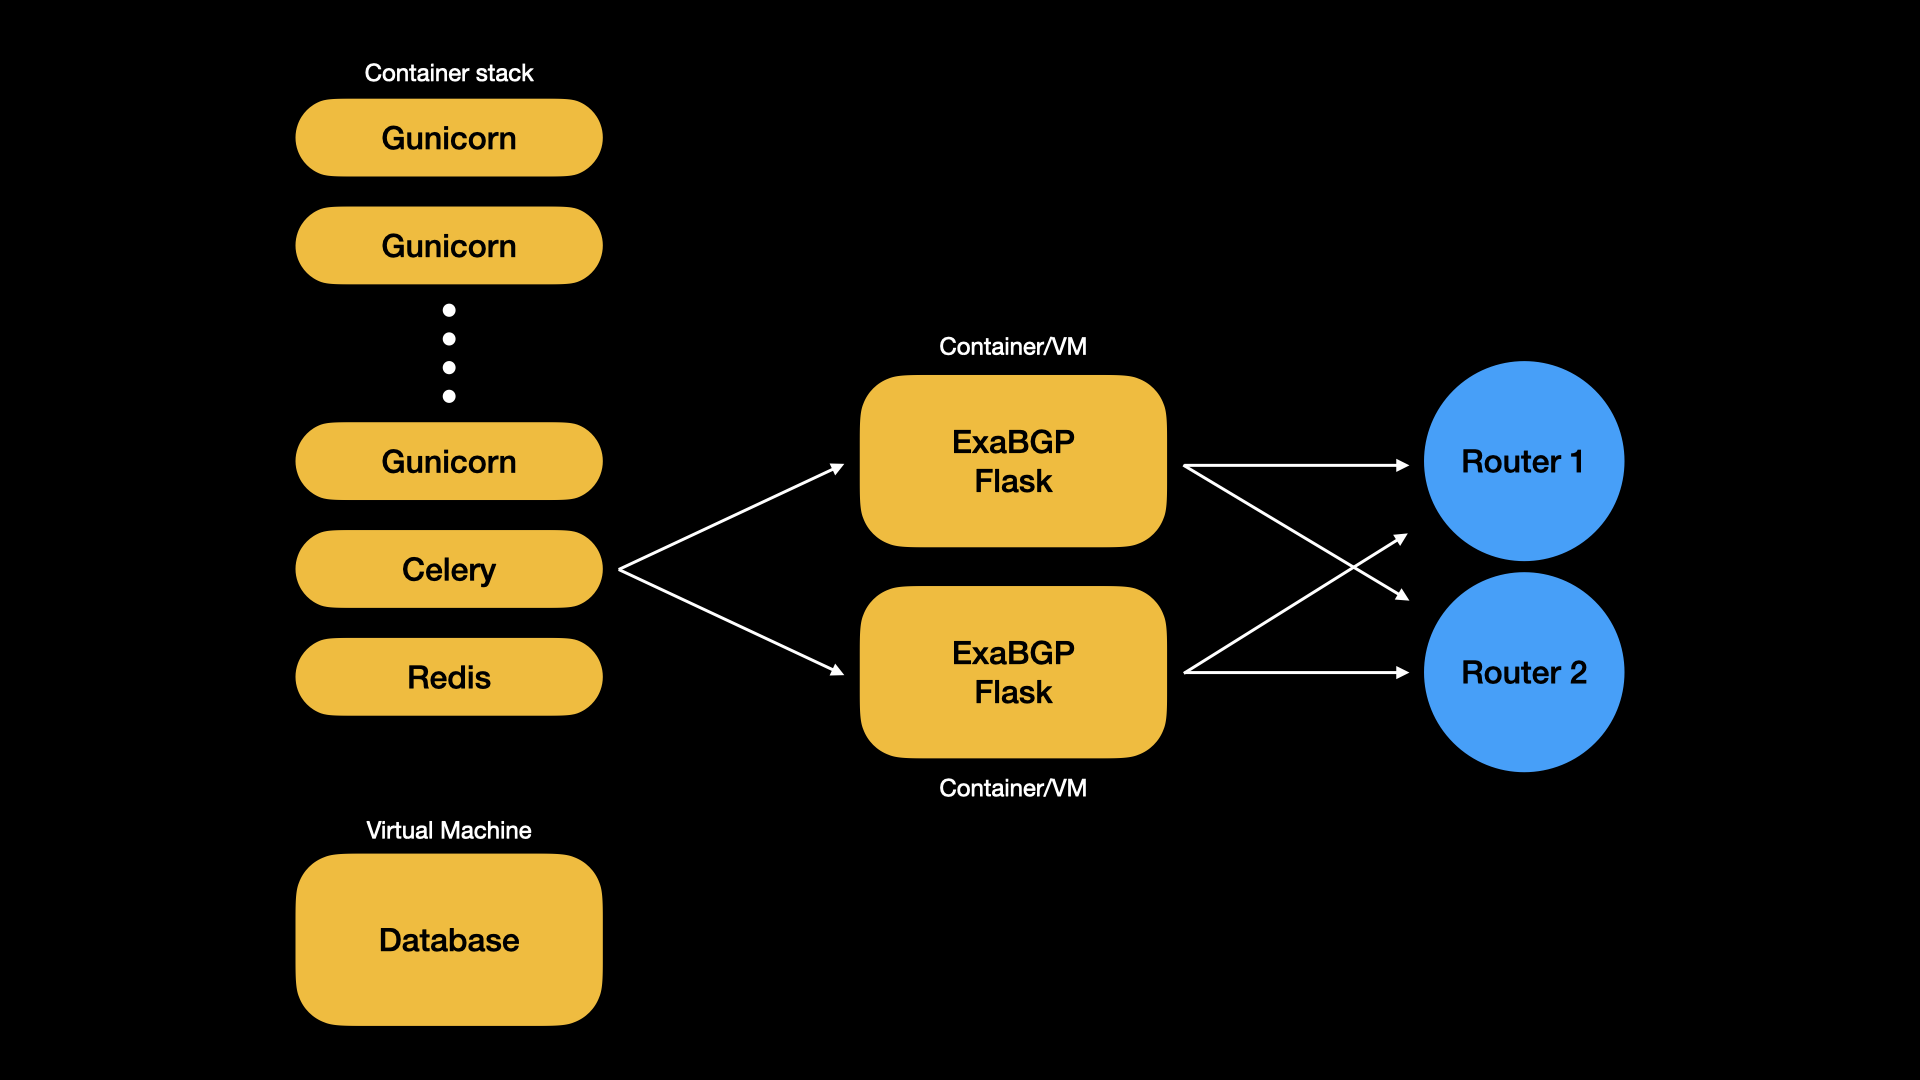 Container stack
Gunicorn
Gunicorn
Gunicorn
Celery
Redis
Virtual Machine
Database
Container/VM
ExaBGP
Flask
ExaBGP
Flask
Container/VM
Router 1
Router 2